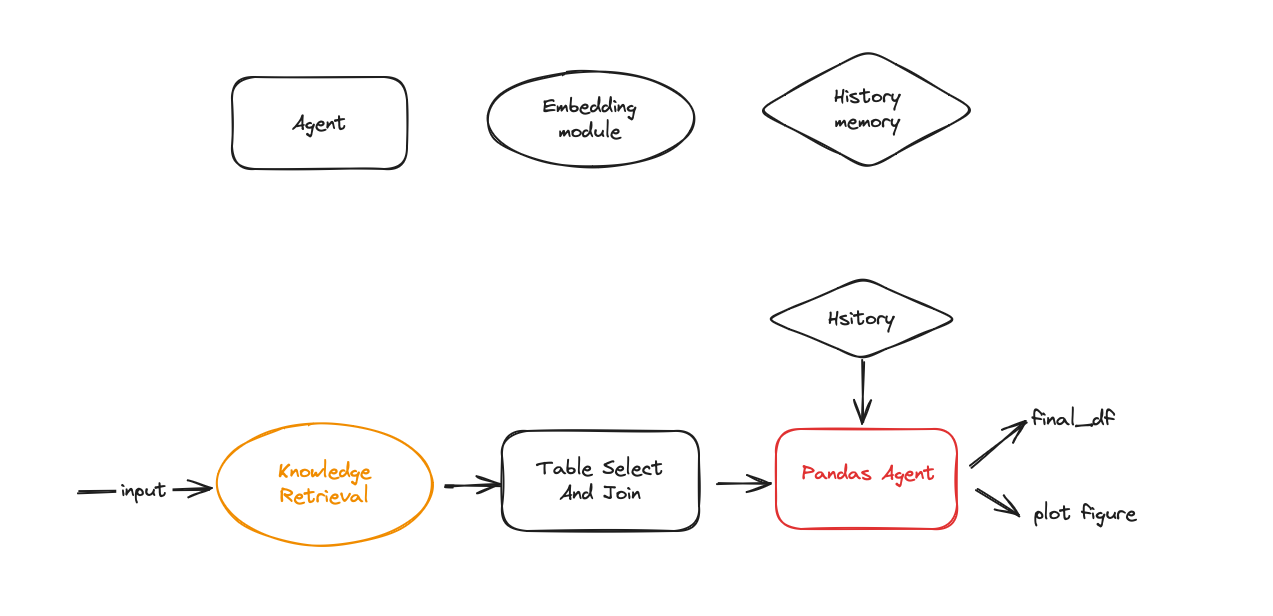 Agent
Embedding
module
History
memory
Hsitory
input
Knowledge
Retrieval
Table Select
And Join
Pandas Agent
final_df
plot figure